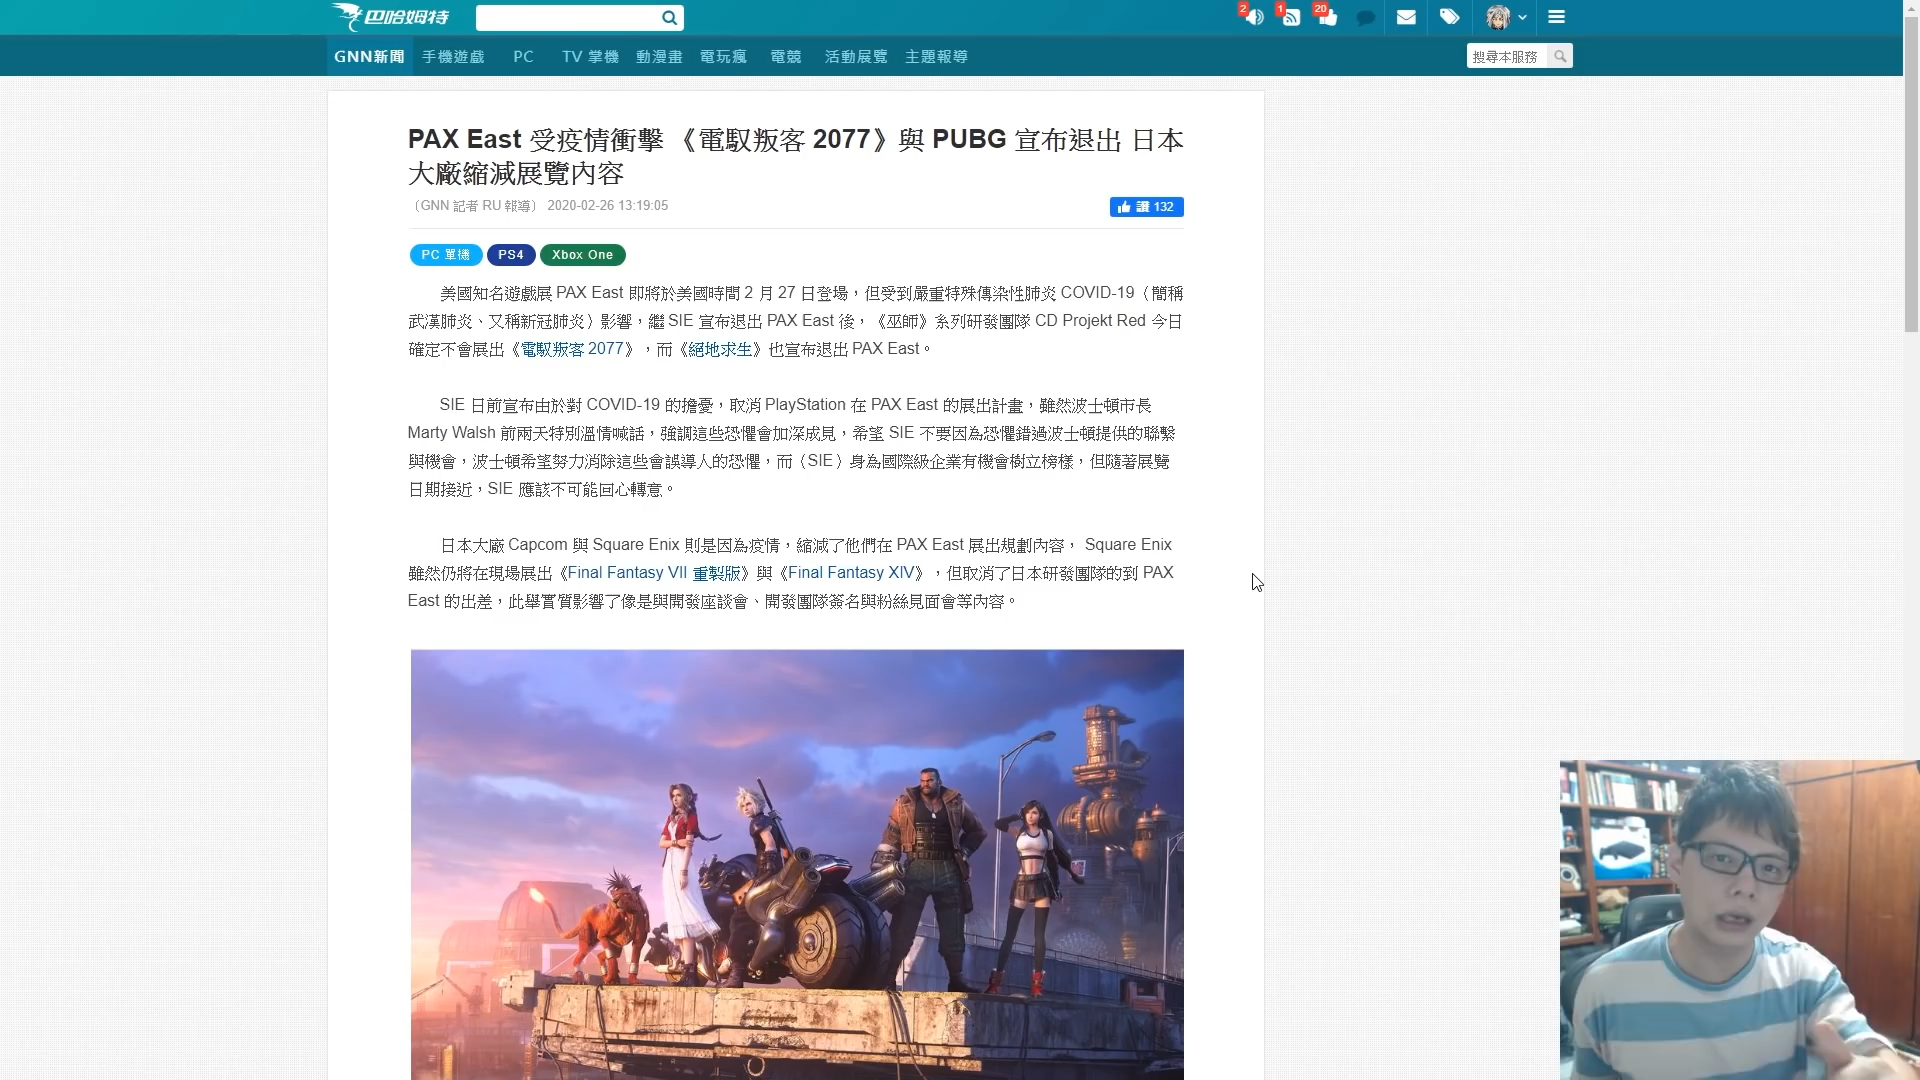 巴哈姆特
2
1
20
GNN新聞 手機遊戲 PC TV 掌機 動漫畫 電玩瘋 電競 活動展覽 主題報導
搜尋本服務
PAX East 受疫情衝擊 《電馭叛客 2077》與 PUBG 宣布退出 日本
大廠縮減展覽內容
（GNN 記者 RU 報導） 2020-02-26 13:19:05
讚 132
PC 單機 PS4 Xbox One
美國知名遊戲展 PAX East 即將於美國時間 2 月 27 日登場，但受到嚴重特殊傳染性肺炎 COVID-19（簡稱
武漢肺炎、又稱新冠肺炎）影響，繼 SIE 宣布退出 PAX East 後，《巫師》系列研發團隊 CD Projekt Red 今日
確定不會展出《電馭叛客 2077》，而《絕地求生》也宣布退出 PAX East。
SIE 日前宣布由於對 COVID-19 的擔憂，取消 PlayStation 在 PAX East 的展出計畫，雖然波士頓市長
Marty Walsh 前兩天特別溫情喊話，強調這些恐懼會加深成見，希望 SIE 不要因為恐懼錯過波士頓提供的聯繫
與機會，波士頓希望努力消除這些會誤導人的恐懼，而（SIE）身為國際級企業有機會樹立榜樣，但隨著展覽
日期接近，SIE 應該不可能回心轉意。
日本大廠 Capcom 與 Square Enix 則是因為疫情，縮減了他們在 PAX East 展出規劃內容， Square Enix
雖然仍將在現場展出《Final Fantasy VII 重製版》與《Final Fantasy XIV》，但取消了日本研發團隊的到 PAX
East 的出差，此舉實質影響了像是與開發座談會、開發團隊簽名與粉絲見面會等內容。